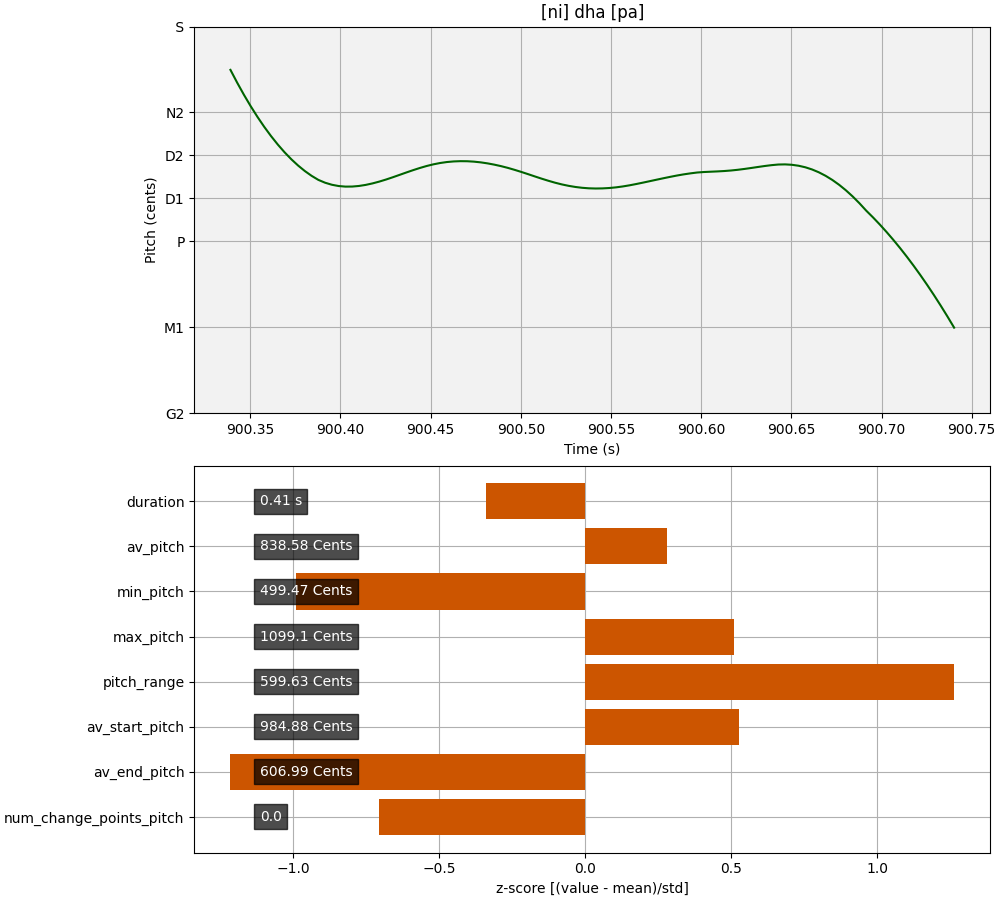 [ni] dha [pa]
S
N2
D2
D1
P
M1
G2
Pitch (cents)
900.35 900.40 900.45 900.50 900.55 900.60 900.65 900.70 900.75
Time (s)
duration 0.41 s
av_pitch 838.58 Cents
min_pitch 499.47 Cents
max_pitch 1099.1 Cents
pitch_range 599.63 Cents
av_start_pitch 984.88 Cents
av_end_pitch 606.99 Cents
num_change_points_pitch 0.0
−1.0 −0.5 0.0 0.5 1.0
z-score [(value - mean)/std]